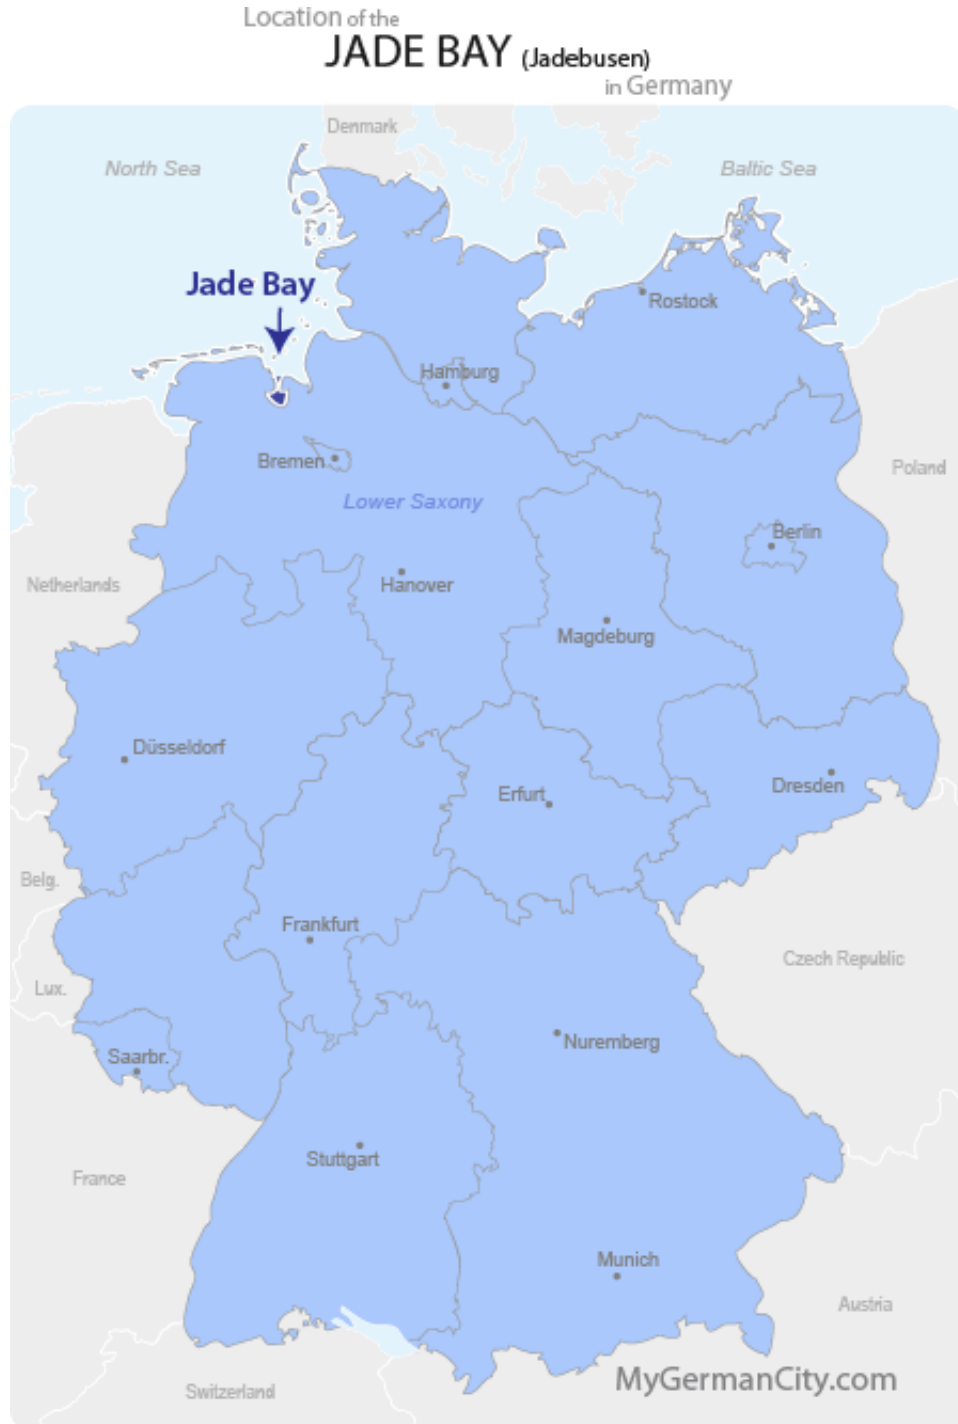 Location of the
JADE BAY (Jadebusen)
in Germany
Denmark
North Sea
Baltic Sea
Jade Bay
Rostock
Hamburg
Bremen
Poland
Lower Saxony
Berlin
Netherlands
Hanover
Magdeburg
Düsseldorf
Dresden
Erfurt
Belg.
Frankfurt
Czech Republic
Lux.
Nuremberg
Saarbr.
Stuttgart
France
Munich
Austria
MyGermanCity.com
Switzerland